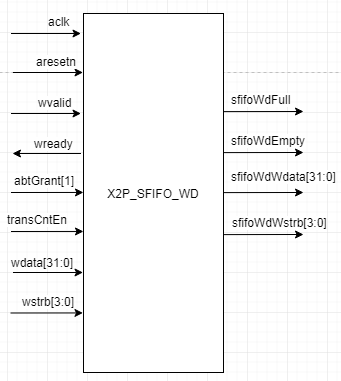 aclk
aresetn
wvalid
wready
abtGrant[1]
transCntEn
wdata[31:0]
wstrb[3:0]
X2P_SFIFO_WD
sfifoWdFull
sfifoWdEmpty
sfifoWdWdata[31:0]
sfifoWdWstrb[3:0]